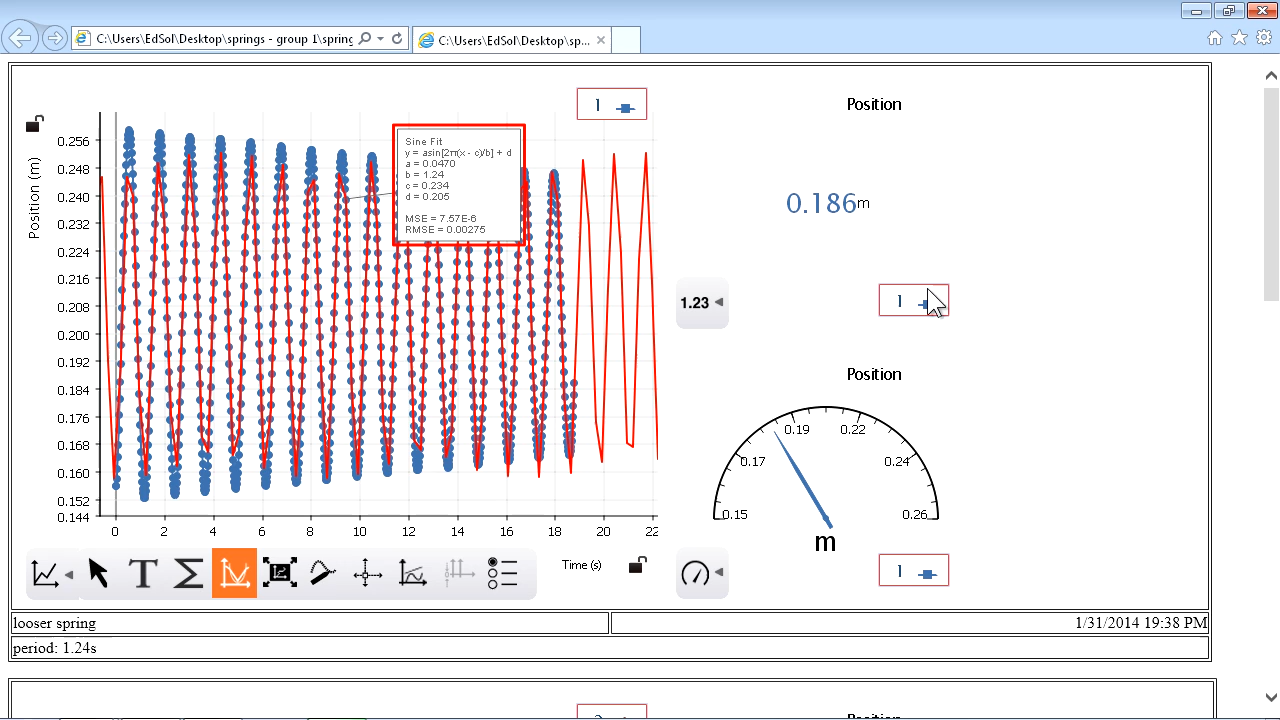 C:\Users\EdSol\Desktop\springs - group 1\spring
C:\Users\EdSol\Desktop\sp...
1
Position
Position (m)
0.256
0.248
0.240
0.232
0.224
0.216
0.208
0.200
0.192
0.184
0.176
0.168
0.160
0.152
0.144
Sine Fit
y = asin[2π(x - c)/b] + d
a = 0.0470
b = 1.24
c = 0.234
d = 0.205
MSE = 7.57E-6
RMSE = 0.00275
0.186m
1.23
1
Position
0.15
0.17
0.19
0.22
0.24
0.26
m
0 2 4 6 8 10 12 14 16 18 20 22
Time (s)
T Σ
1
looser spring
1/31/2014 19:38 PM
period: 1.24s